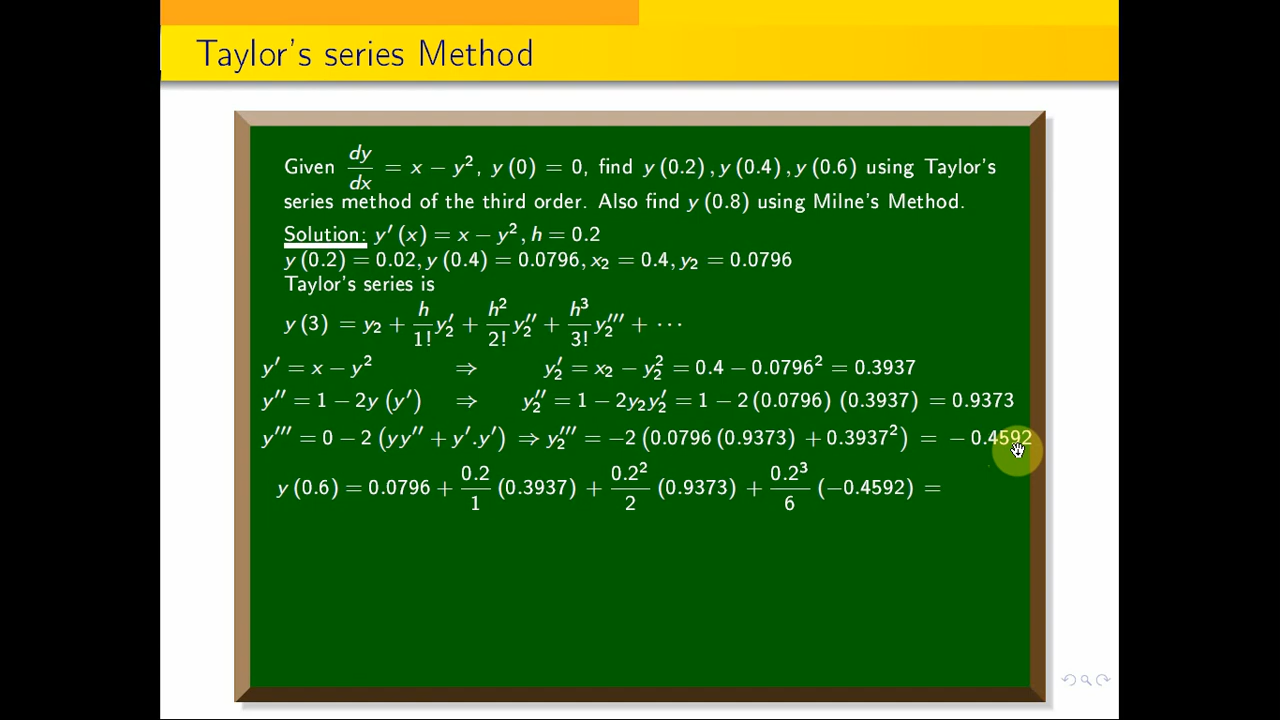 Taylor's series Method
Given dy/dx = x − y², y (0) = 0, find y (0.2) , y (0.4) , y (0.6) using Taylor's
series method of the third order. Also find y (0.8) using Milne's Method.
Solution: y′ (x) = x − y², h = 0.2
y (0.2) = 0.02, y (0.4) = 0.0796, x₂ = 0.4, y₂ = 0.0796
Taylor's series is
y (3) = y₂ + h/1! y₂′ + h²/2! y₂″ + h³/3! y₂‴ + ⋯
y′ = x − y² ⇒ y₂′ = x₂ − y₂² = 0.4 − 0.0796² = 0.3937
y″ = 1 − 2y (y′) ⇒ y₂″ = 1 − 2y₂y₂′ = 1 − 2 (0.0796) (0.3937) = 0.9373
y‴ = 0 − 2 (yy″ + y′.y′) ⇒ y₂‴ = −2 (0.0796 (0.9373) + 0.3937²) = − 0.4592
y (0.6) = 0.0796 + 0.2/1 (0.3937) + 0.2²/2 (0.9373) + 0.2³/6 (−0.4592) =